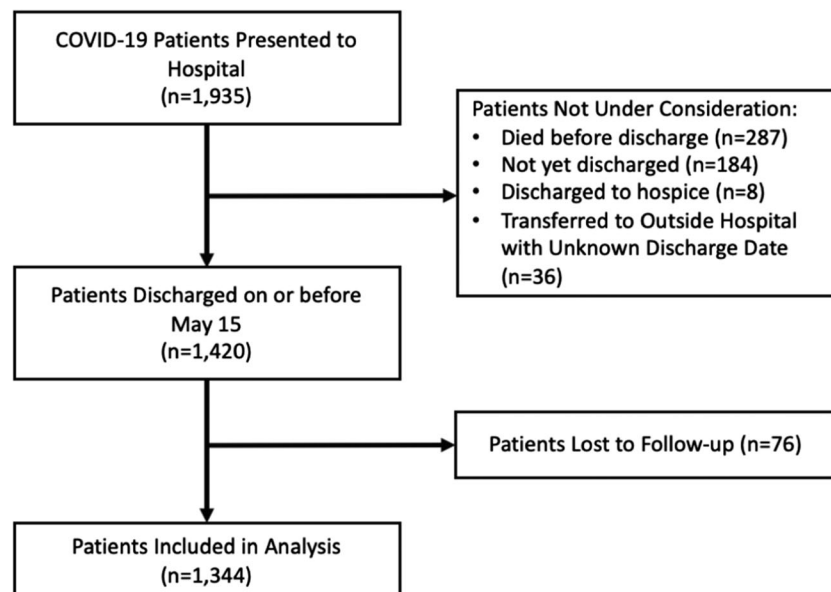 COVID-19 Patients Presented to
Hospital
(n=1,935)
Patients Not Under Consideration:
• Died before discharge (n=287)
• Not yet discharged (n=184)
• Discharged to hospice (n=8)
• Transferred to Outside Hospital
with Unknown Discharge Date
(n=36)
Patients Discharged on or before
May 15
(n=1,420)
Patients Lost to Follow-up (n=76)
Patients Included in Analysis
(n=1,344)